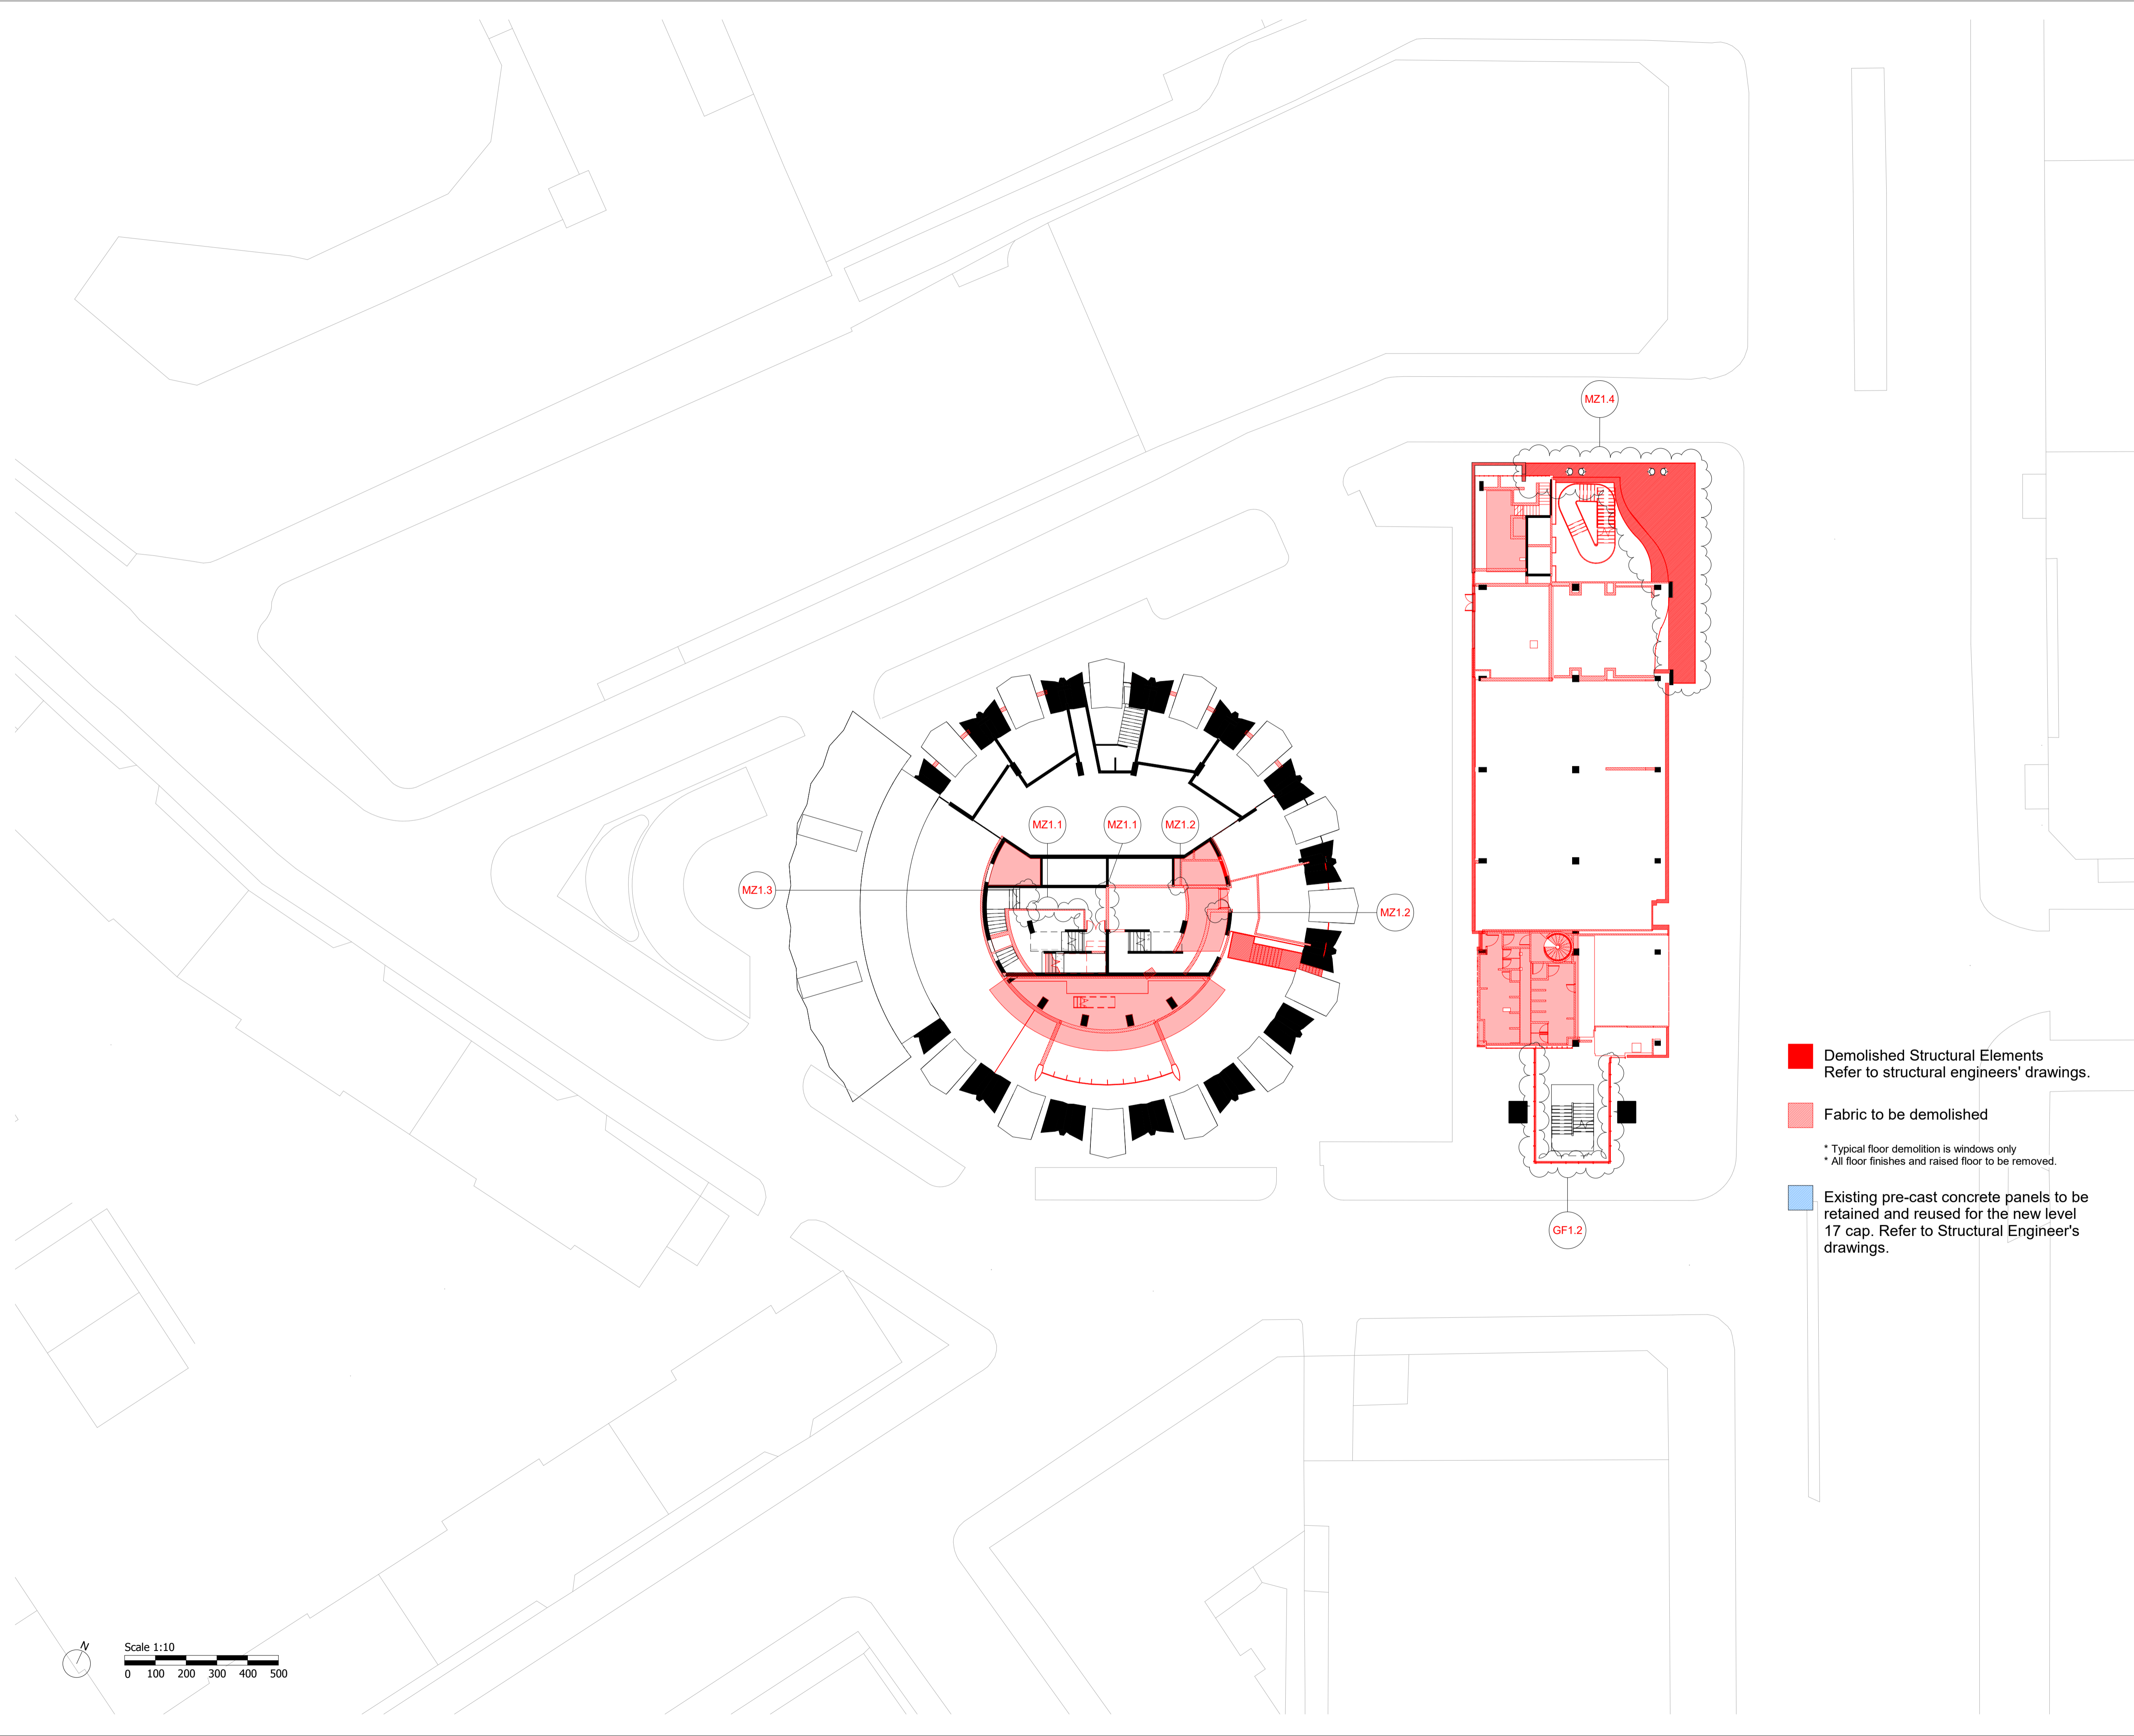 MZ1.4
MZ1.1
MZ1.1
MZ1.2
MZ1.3
MZ1.2
Demolished Structural Elements
Refer to structural engineers' drawings.
Fabric to be demolished
* Typical floor demolition is windows only
* All floor finishes and raised floor to be removed.
Existing pre-cast concrete panels to be
retained and reused for the new level
17 cap. Refer to Structural Engineer's
drawings.
GF1.2
N
Scale 1:10
0 100 200 300 400 500